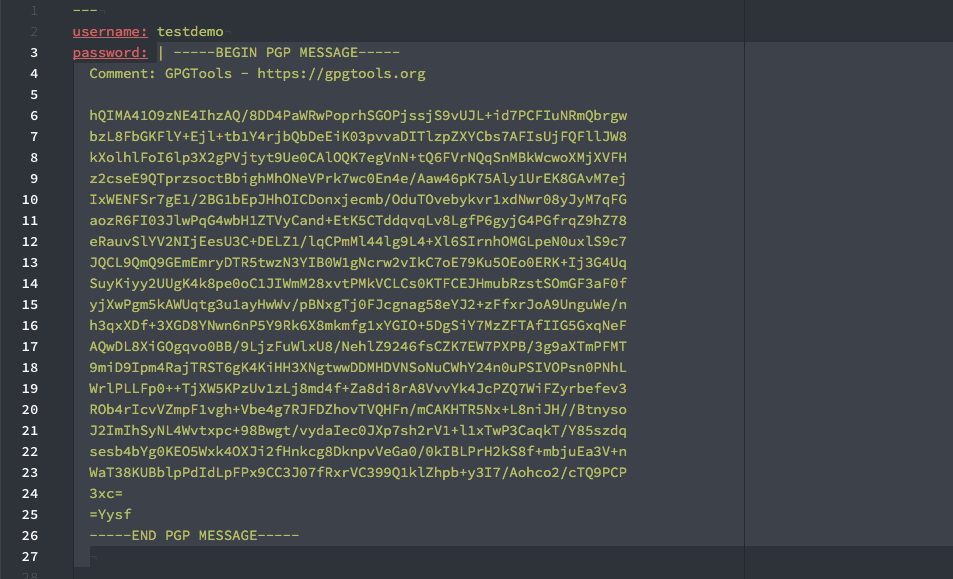 1 ---
2 username: testdemo
3 password: | -----BEGIN PGP MESSAGE-----
4 Comment: GPGTools - https://gpgtools.org
5
6 hQIMA41O9zNE4IhzAQ/8DD4PaWRwPoprhSGOPjssjS9vUJL+id7PCFIuNRmQbrgw
7 bzL8FbGKFlY+Ejl+tb1Y4rjbQbDeEiK03pvvaDITlzpZXYCbs7AFIsUjFQFllJW8
8 kXolhlFoI6lp3X2gPVjtyt9Ue0CAlOQK7egVnN+tQ6FVrNQqSnMBkWcwoXMjXVFH
9 z2cseE9QTprzsoctBbighMhONeVPrk7wc0En4e/Aaw46pK75Aly1UrEK8GAvM7ej
10 IxWENFSr7gE1/2BG1bEpJHhOICDonxjecmb/OduTOvebykvr1xdNwr08yJyM7qFG
11 aozR6FI03JlwPqG4wbH1ZTVyCand+EtK5CTddqvqLv8LgfP6gyjG4PGfrqZ9hZ78
12 eRauvSlYV2NIjEesU3C+DELZ1/lqCPmMl44lg9L4+Xl6SIrnhOMGLpeN0uxlS9c7
13 JQCL9QmQ9GEmEmryDTR5twzN3YIB0W1gNcrw2vIkC7oE79Ku5OEo0ERK+Ij3G4Uq
14 SuyKiyy2UUgK4k8pe0oC1JIWmM28xvtPMkVCLCs0KTFCEJHmubRzstSOmGF3aF0f
15 yjXwPgm5kAWUqtg3u1ayHwWv/pBNxgTj0FJcgnag58eYJ2+zFfxrJoA9UnguWe/n
16 h3qxXDf+3XGD8YNwn6nP5Y9Rk6X8mkmfg1xYGIO+5DgSiY7MzZFTAfIIG5GxqNeF
17 AQwDL8XiGOgqvo0BB/9LjzFuWlxU8/NehlZ9246fsCZK7EW7PXPB/3g9aXTmPFMT
18 9miD9Ipm4RajTRST6gK4KiHH3XNgtwwDDMHDVNSoNuCWhY24n0uPSIVOPsn0PNhL
19 WrlPLLFp0++TjXW5KPzUv1zLj8md4f+Za8di8rA8VvvYk4JcPZQ7WiFZyrbefev3
20 ROb4rIcvVZmpF1vgh+Vbe4g7RJFDZhovTVQHFn/mCAKHTR5Nx+L8niJH//Btnyso
21 J2ImIhSyNL4Wvtxpc+98Bwgt/vydaIec0JXp7sh2rV1+l1xTwP3CaqkT/Y85szdq
22 sesb4bYg0KEO5Wxk4OXJi2fHnkcg8DknpvVeGa0/0kIBLPrH2kS8f+mbjuEa3V+n
23 WaT38KUBblpPdIdLpFPx9CC3J07fRxrVC399Q1klZhpb+y3I7/Aohco2/cTQ9PCP
24 3xc=
25 =Yysf
26 -----END PGP MESSAGE-----
27
28